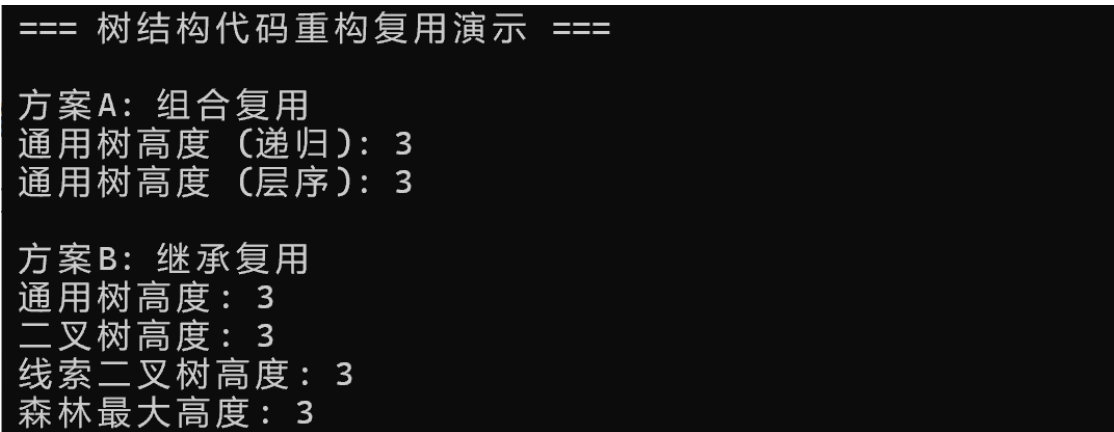 === 树结构代码重构复用演示 ===
方案A: 组合复用
通用树高度 (递归): 3
通用树高度 (层序): 3
方案B: 继承复用
通用树高度: 3
二叉树高度: 3
线索二叉树高度: 3
森林最大高度: 3